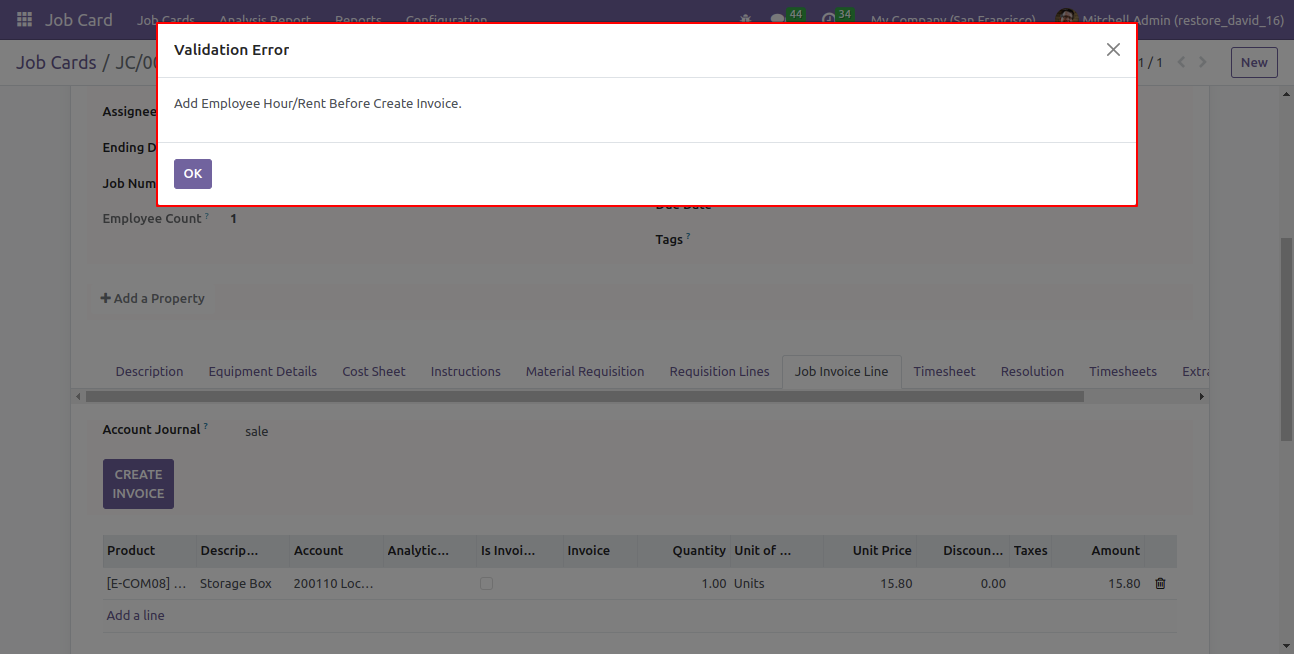 Job Card Job Cards Analysis Report Reports Configuration 44 34 My Company (San Francisco) Mitchell Admin (restore_david_16)
Job Cards / JC/00
1 / 1
New
Validation Error
Add Employee Hour/Rent Before Create Invoice.
OK
Assignee
Ending D
Job Num
Due Date
Employee Count ? 1
Tags ?
Add a Property
Description Equipment Details Cost Sheet Instructions Material Requisition Requisition Lines Job Invoice Line Timesheet Resolution Timesheets Extra
Account Journal ? sale
CREATE
INVOICE
Product Descrip... Account Analytic... Is Invoi... Invoice Quantity Unit of ... Unit Price Discoun... Taxes Amount
[E-COM08] ... Storage Box 200110 Loc... 1.00 Units 15.80 0.00 15.80
Add a line